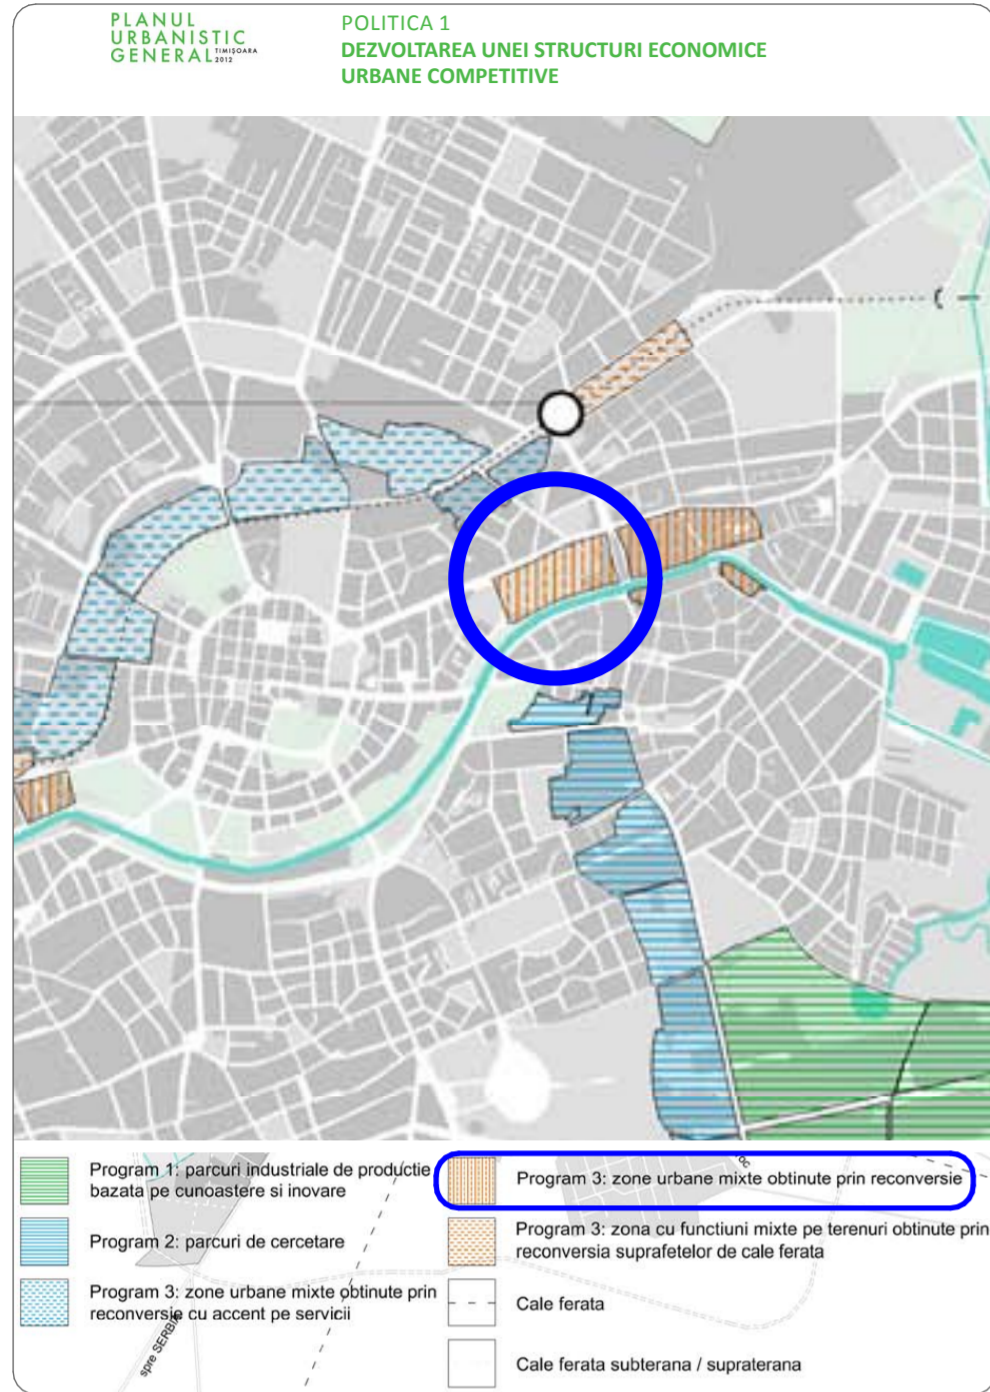 PLANUL
URBANISTIC
GENERAL TIMIȘOARA 2012
POLITICA 1
DEZVOLTAREA UNEI STRUCTURI ECONOMICE
URBANE COMPETITIVE
Program 1: parcuri industriale de productie
bazata pe cunoastere si inovare
Program 2: parcuri de cercetare
Program 3: zone urbane mixte obtinute prin
reconversie cu accent pe servicii
spre SERBIA
Program 3: zone urbane mixte obtinute prin reconversie
Program 3: zona cu functiuni mixte pe terenuri obtinute prin
reconversia suprafetelor de cale ferata
Cale ferata
Cale ferata subterana / supraterana